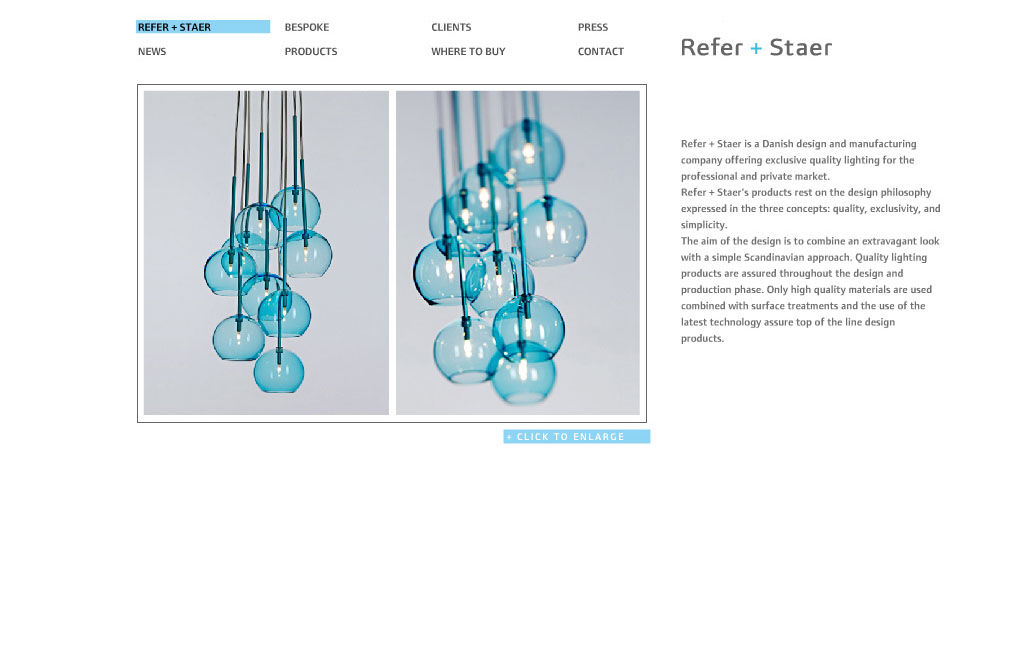 REFER + STAER
BESPOKE
CLIENTS
PRESS
NEWS
PRODUCTS
WHERE TO BUY
CONTACT
Refer + Staer
Refer + Staer is a Danish design and manufacturing
company offering exclusive quality lighting for the
professional and private market.
Refer + Staer's products rest on the design philosophy
expressed in the three concepts: quality, exclusivity, and
simplicity.
The aim of the design is to combine an extravagant look
with a simple Scandinavian approach. Quality lighting
products are assured throughout the design and
production phase. Only high quality materials are used
combined with surface treatments and the use of the
latest technology assure top of the line design
products.
+ CLICK TO ENLARGE